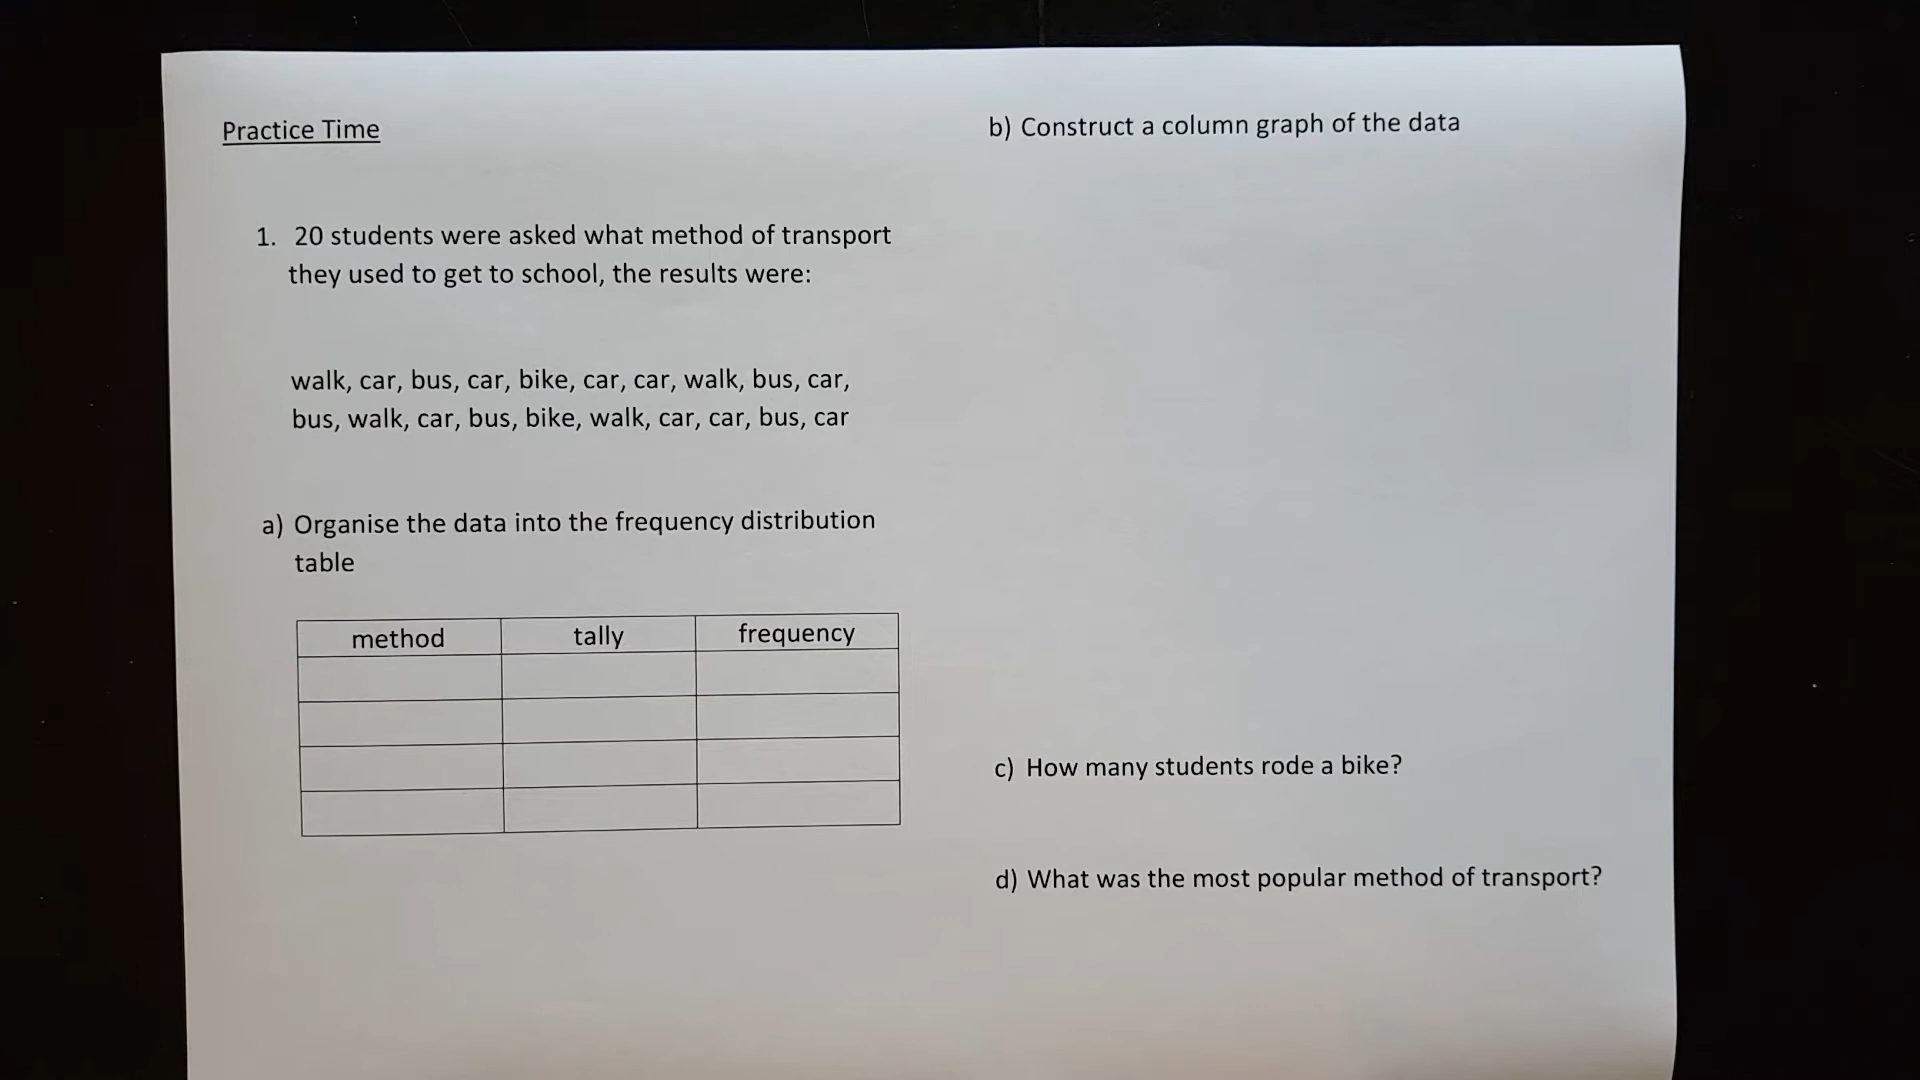 Practice Time
1. 20 students were asked what method of transport
they used to get to school, the results were:
walk, car, bus, car, bike, car, car, walk, bus, car,
bus, walk, car, bus, bike, walk, car, car, bus, car
a) Organise the data into the frequency distribution
table
method tally frequency
b) Construct a column graph of the data
c) How many students rode a bike?
d) What was the most popular method of transport?